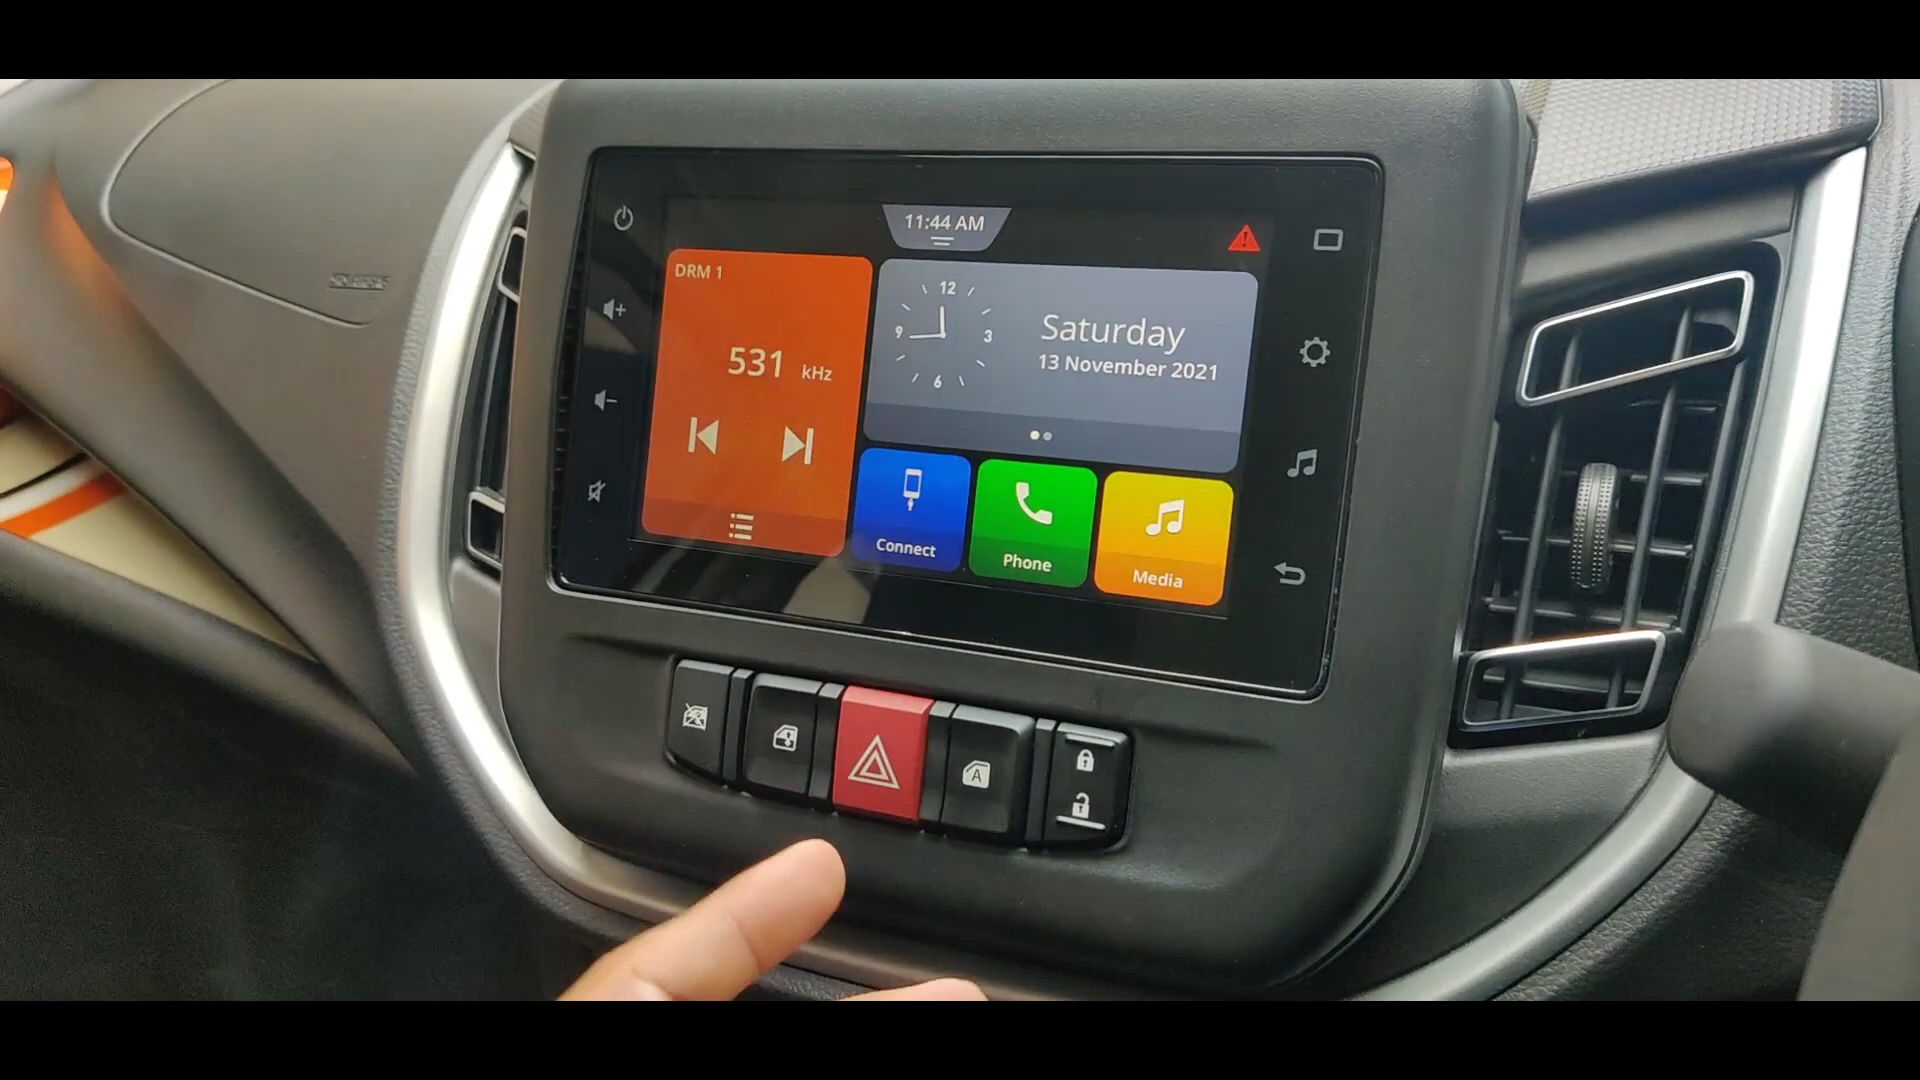 11:44 AM
DRM 1
531 kHz
12
9
3
6
Saturday
13 November 2021
Connect
Phone
Media
A